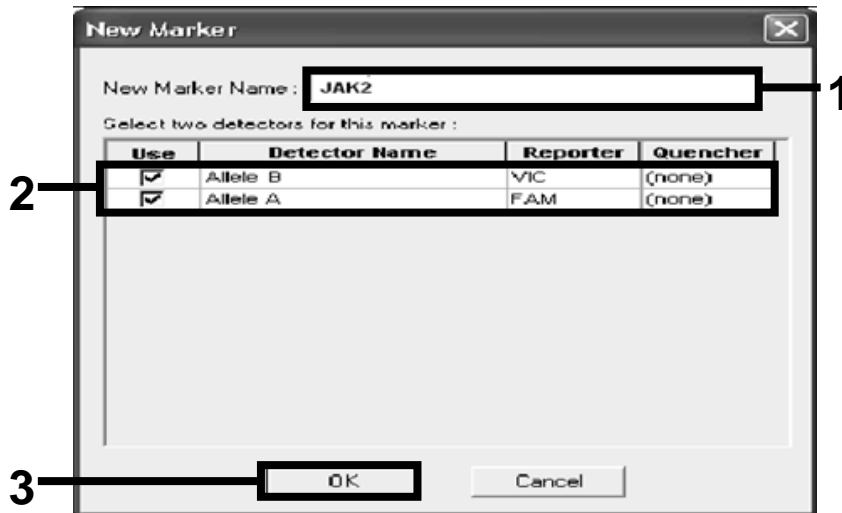 New Marker
New Marker Name : JAK2
1
Select two detectors for this marker :
Use Detector Name Reporter Quencher
2
Allele B VIC (none)
Allele A FAM (none)
3
OK Cancel